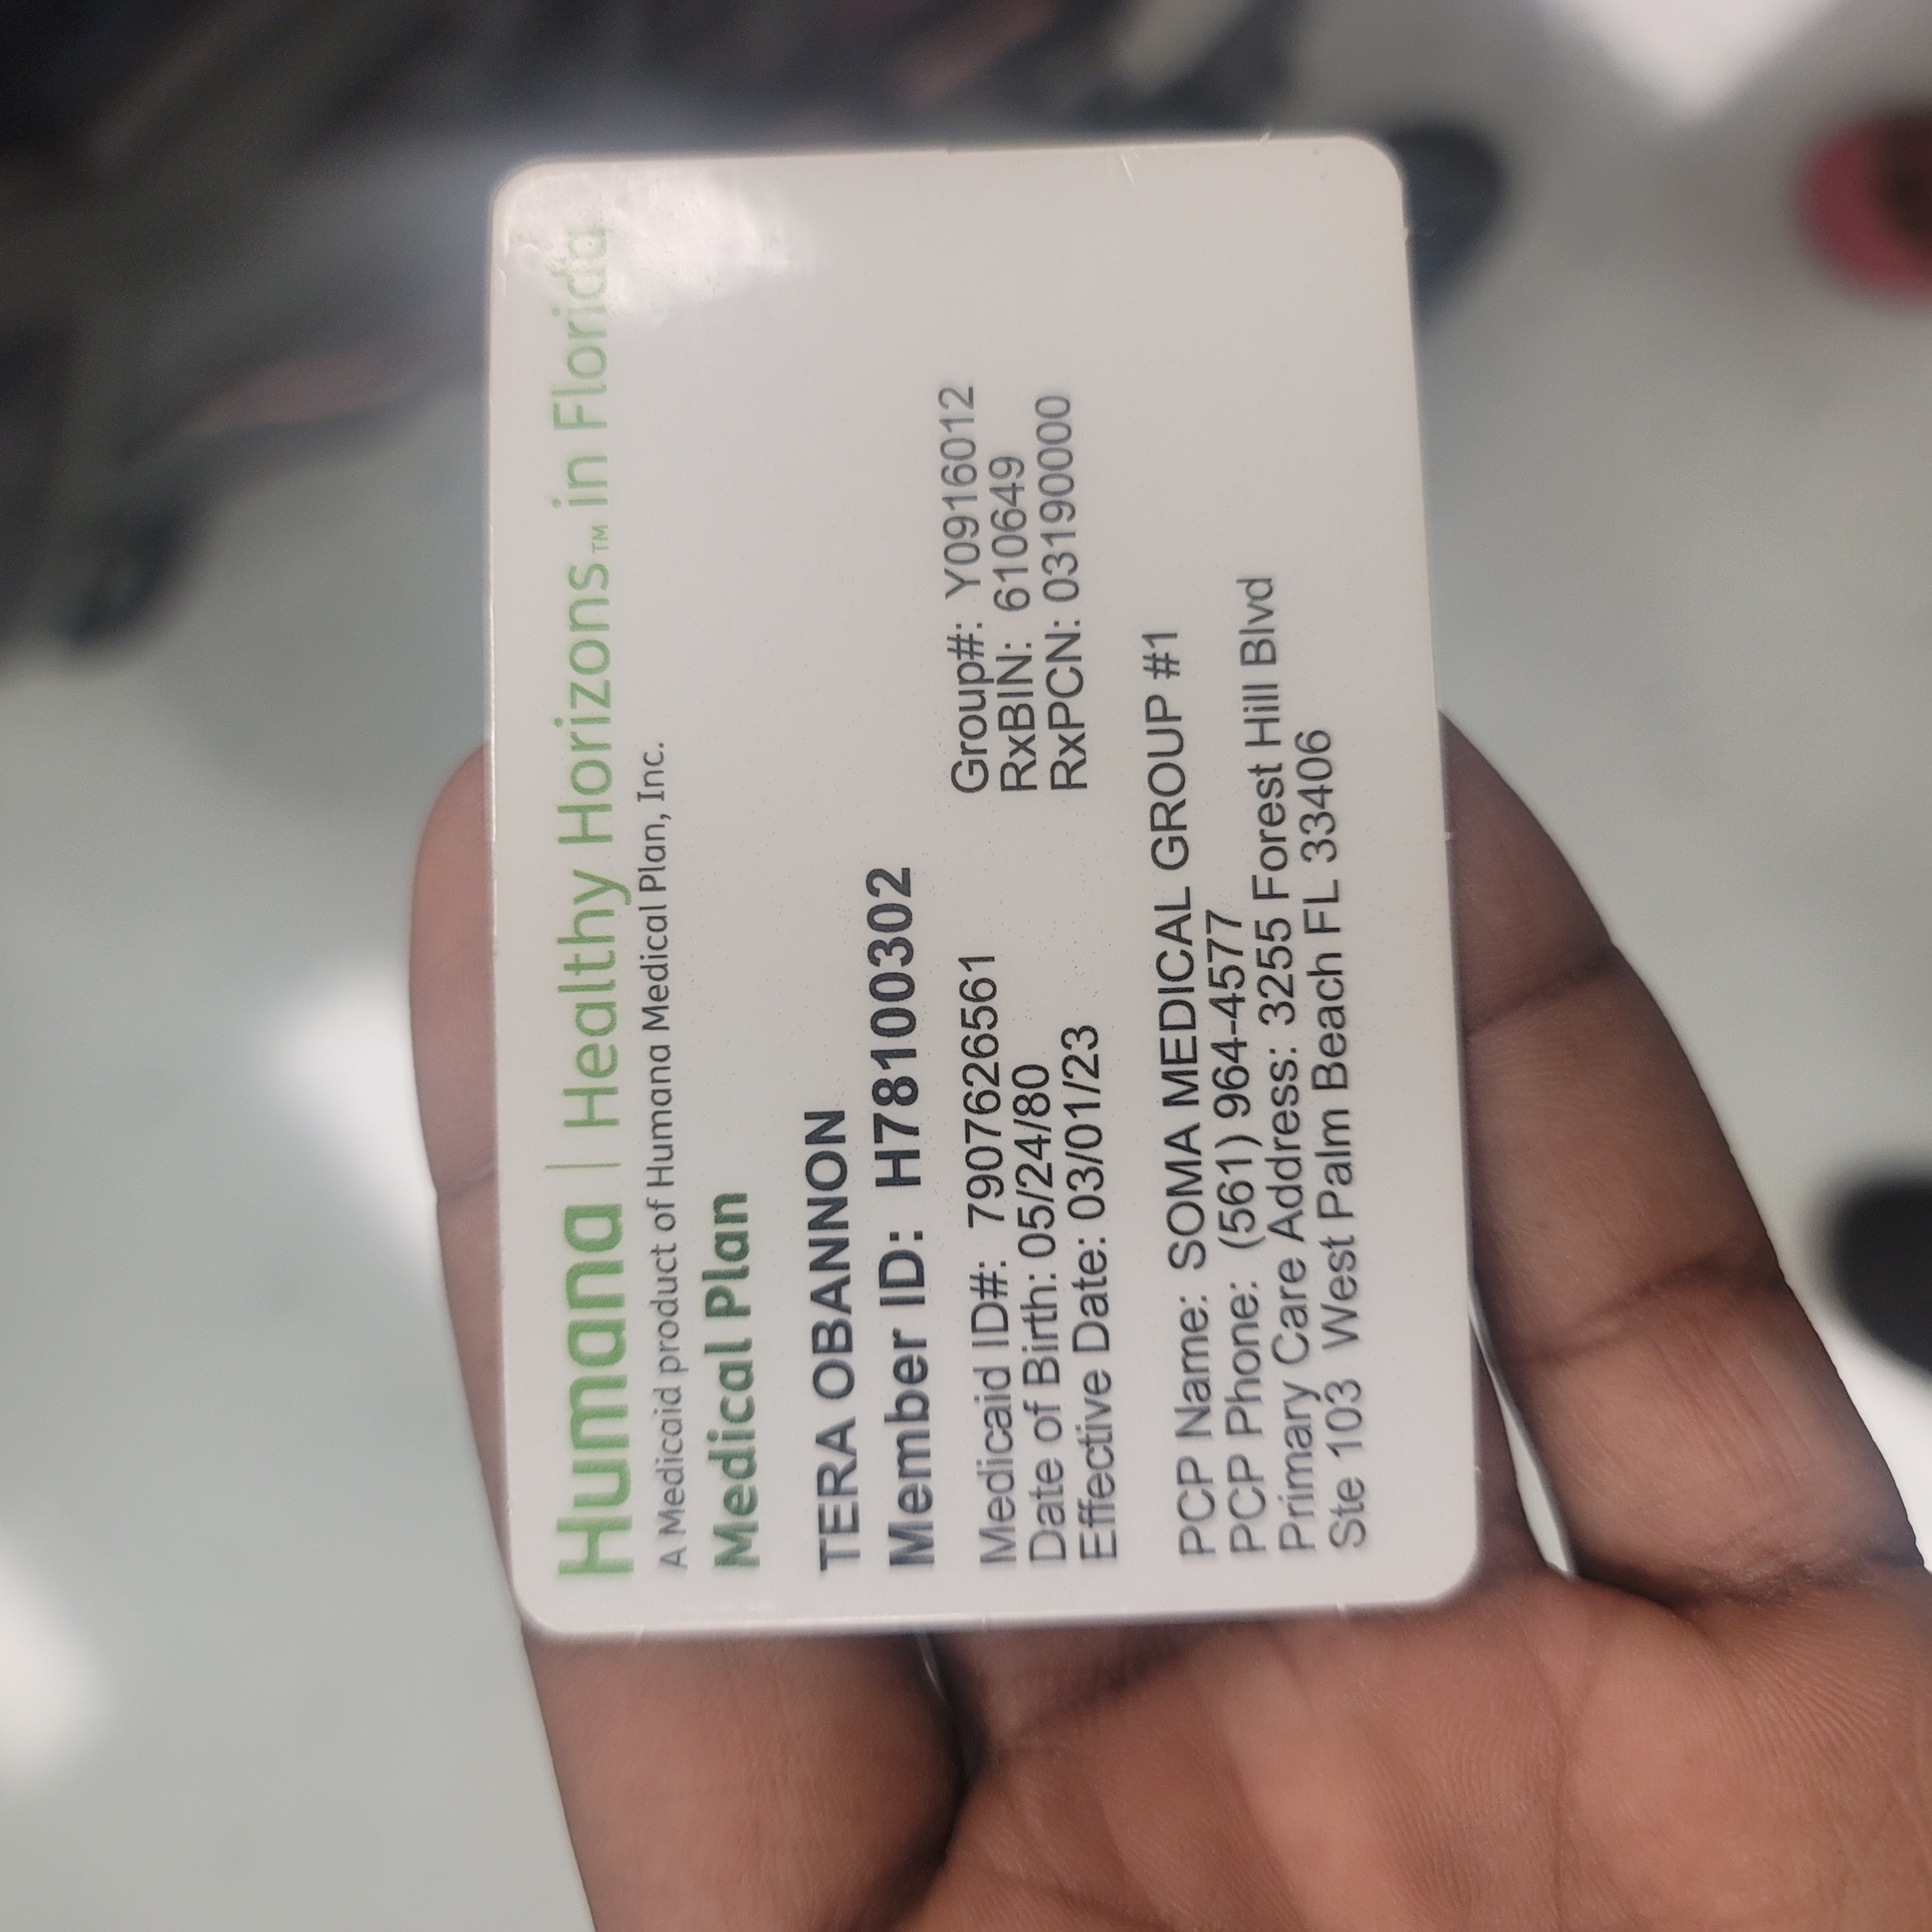 Humana | Healthy Horizons™ in Florida
A Medicaid product of Humana Medical Plan, Inc.
Medical Plan
TERA OBANNON
Member ID: H78100302
Medicaid ID#: 7907626561
Date of Birth: 05/24/80
Effective Date: 03/01/23
Group#: Y0916012
RxBIN: 610649
RxPCN: 03190000
PCP Name: SOMA MEDICAL GROUP #1
PCP Phone: (561) 964-4577
Primary Care Address: 3255 Forest Hill Blvd
Ste 103 West Palm Beach FL 33406